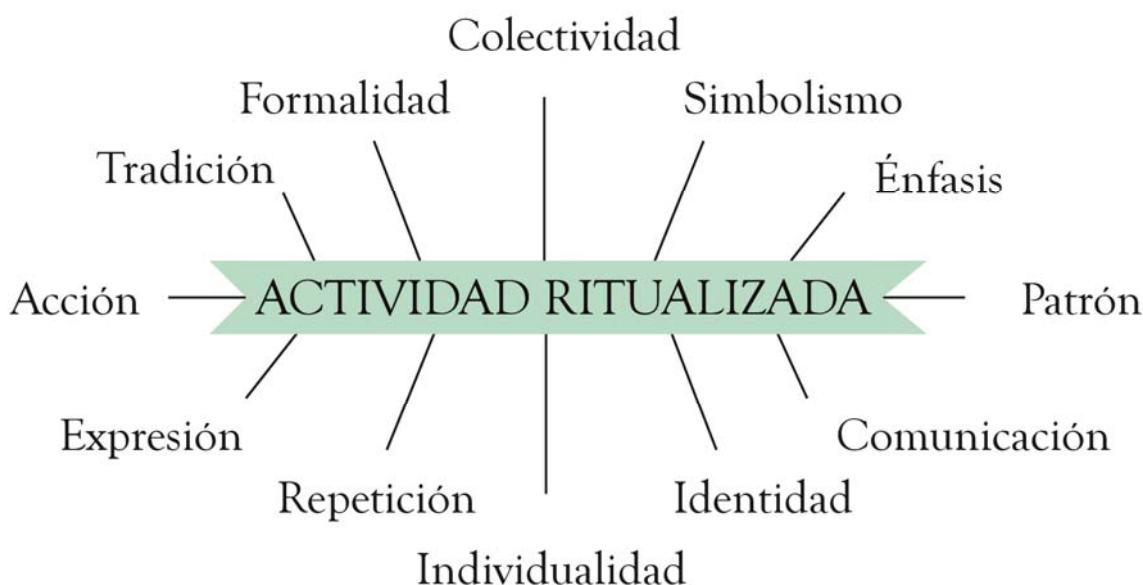 Colectividad
Formalidad
Simbolismo
Tradición
Énfasis
Acción
ACTIVIDAD RITUALIZADA
Patrón
Expresión
Comunicación
Repetición
Identidad
Individualidad